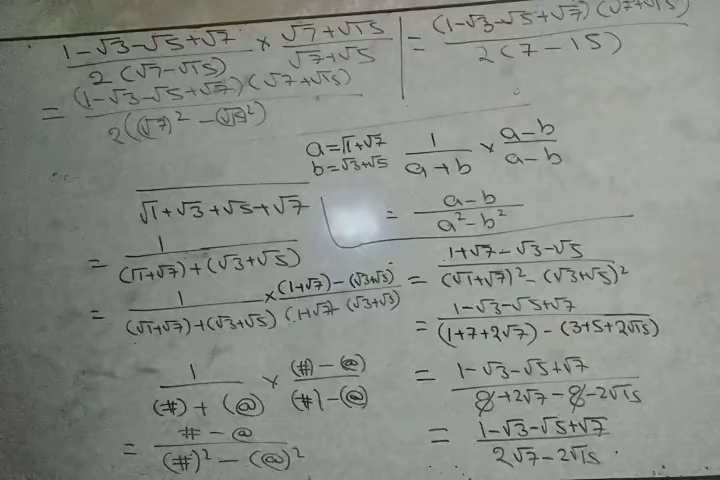 1-√3-√5+√7 / 2(√7-√15) × √7+√15 / √7+√15 = (1-√3-√5+√7)(√7+√15) / 2(7-15)
= (1-√3-√5+√7)(√7+√15) / 2((√7)² - (√15)²)
a=√1+√7
b=√3+√5
1 / a+b × a-b / a-b
= a-b / a²-b²
√1+√3+√5+√7
= 1 / (√1+√7)+(√3+√5)
= 1 / (√1+√7)+(√3+√5) × (1+√7)-(√3+√5) / (1+√7)-(√3+√5)
= 1+√7-√3-√5 / (√1+√7)²-(√3+√5)²
= 1-√3-√5+√7 / (1+7+2√7)-(3+5+2√15)
1 / (#)+(@) × (#)-(@) / (#)-(@)
= #-@ / (#)²-(@)²
= 1-√3-√5+√7 / 8+2√7-8-2√15
= 1-√3-√5+√7 / 2√7-2√15.